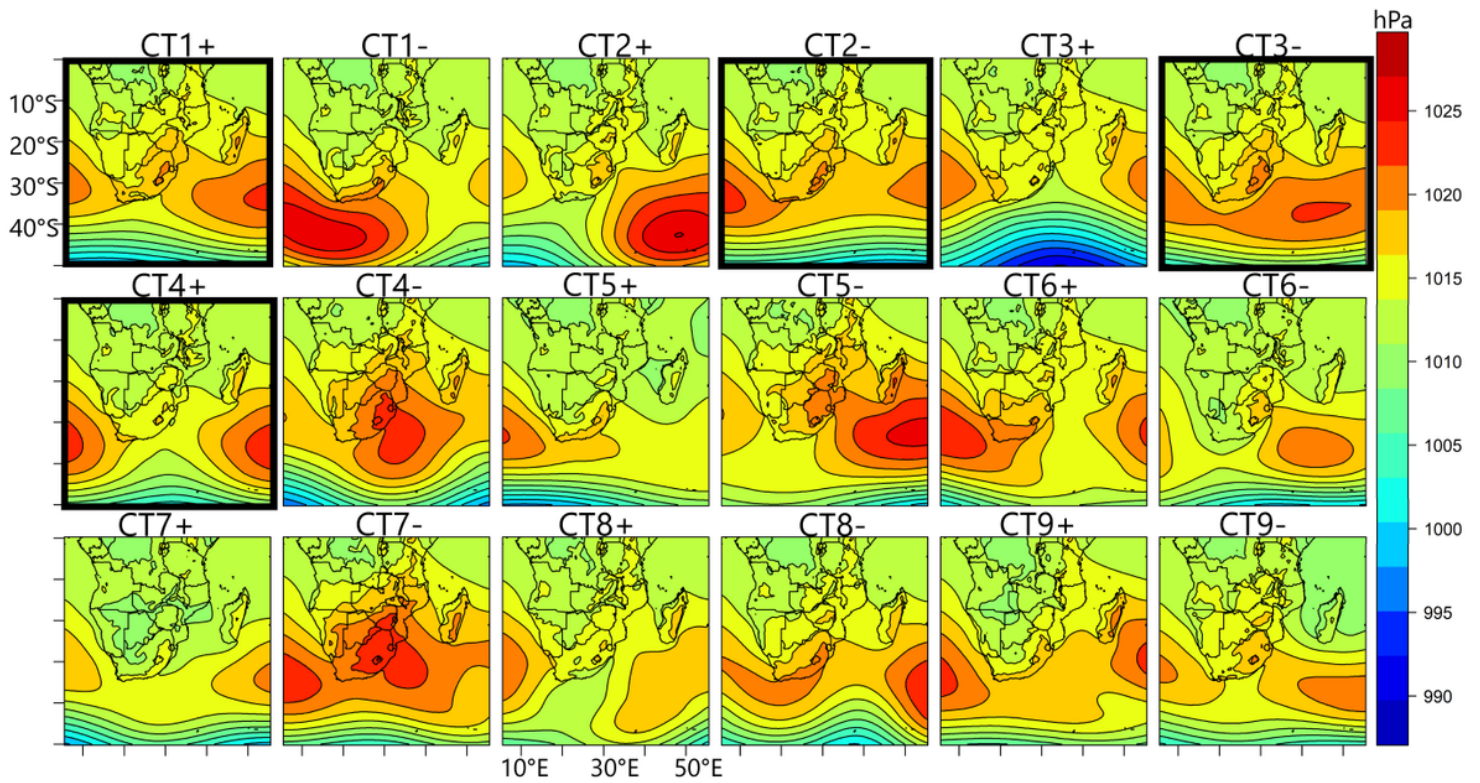 hPa
CT1+ CT1- CT2+ CT2- CT3+ CT3-
1025
10°S
20°S
1020
30°S
40°S
1015
CT4+ CT4- CT5+ CT5- CT6+ CT6-
1010
1005
1000
CT7+ CT7- CT8+ CT8- CT9+ CT9-
995
990
10°E 30°E 50°E